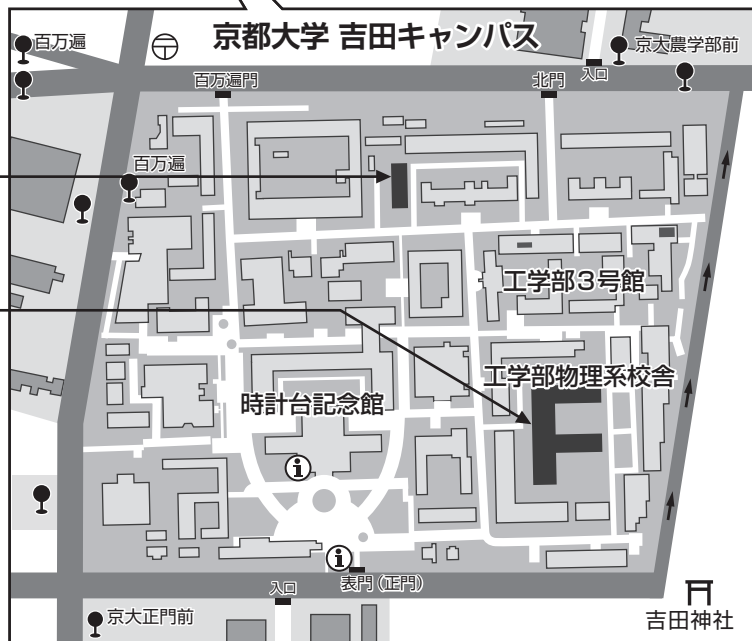 京都大学 吉田キャンパス
百万遍
京大農学部前
入口
百万遍門
北門
百万遍
工学部3号館
工学部物理系校舎
時計台記念館
表門(正門)
入口
京大正門前
吉田神社